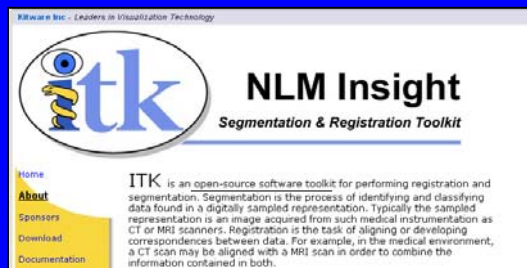 Kitware Inc - Leaders in Visualization Technology
itk
NLM Insight
Segmentation & Registration Toolkit
Home
About
Sponsors
Download
Documentation
ITK is an open-source software toolkit for performing registration and
segmentation. Segmentation is the process of identifying and classifying
data found in a digitally sampled representation. Typically the sampled
representation is an image acquired from such medical instrumentation as
CT or MRI scanners. Registration is the task of aligning or developing
correspondences between data. For example, in the medical environment,
a CT scan may be aligned with a MRI scan in order to combine the
information contained in both.